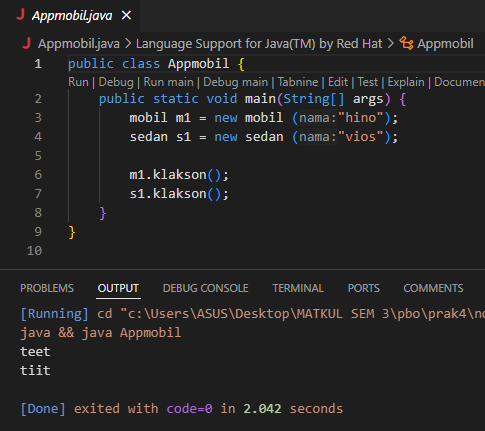 J Appmobil.java ×
J Appmobil.java > Language Support for Java(TM) by Red Hat > Appmobil
1 public class Appmobil {
Run | Debug | Run main | Debug main | Tabnine | Edit | Test | Explain | Documen
2 public static void main(String[] args) {
3 mobil m1 = new mobil (nama:"hino");
4 sedan s1 = new sedan (nama:"vios");
5
6 m1.klakson();
7 s1.klakson();
8 }
9 }
10
PROBLEMS OUTPUT DEBUG CONSOLE TERMINAL PORTS COMMENTS
[Running] cd "c:\Users\ASUS\Desktop\MATKUL SEM 3\pbo\prak4\
java && java Appmobil
teet
tiit
[Done] exited with code=0 in 2.042 seconds